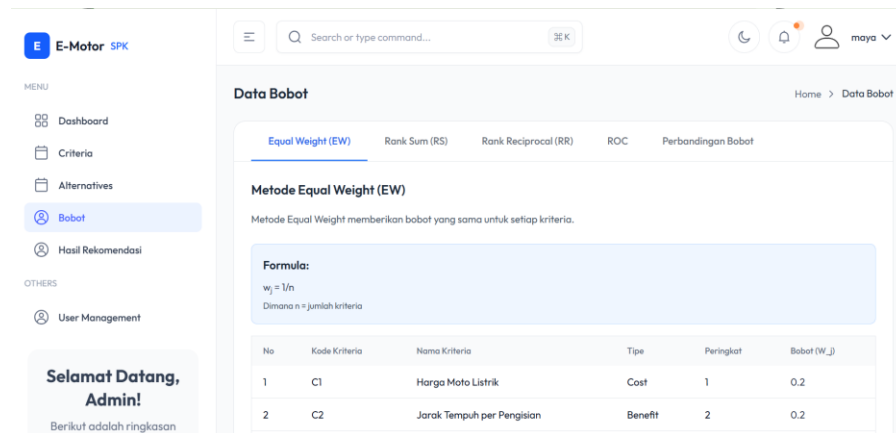 E E-Motor SPK
Search or type command... ⌘ K
maya
MENU
Dashboard
Criteria
Alternatives
Bobot
Hasil Rekomendasi
OTHERS
User Management
Selamat Datang,
Admin!
Berikut adalah ringkasan
Data Bobot
Home > Data Bobot
Equal Weight (EW) Rank Sum (RS) Rank Reciprocal (RR) ROC Perbandingan Bobot
Metode Equal Weight (EW)
Metode Equal Weight memberikan bobot yang sama untuk setiap kriteria.
Formula:
wⱼ = 1/n
Dimana n = jumlah kriteria
No Kode Kriteria Nama Kriteria Tipe Peringkat Bobot (W_j)
1 C1 Harga Moto Listrik Cost 1 0.2
2 C2 Jarak Tempuh per Pengisian Benefit 2 0.2